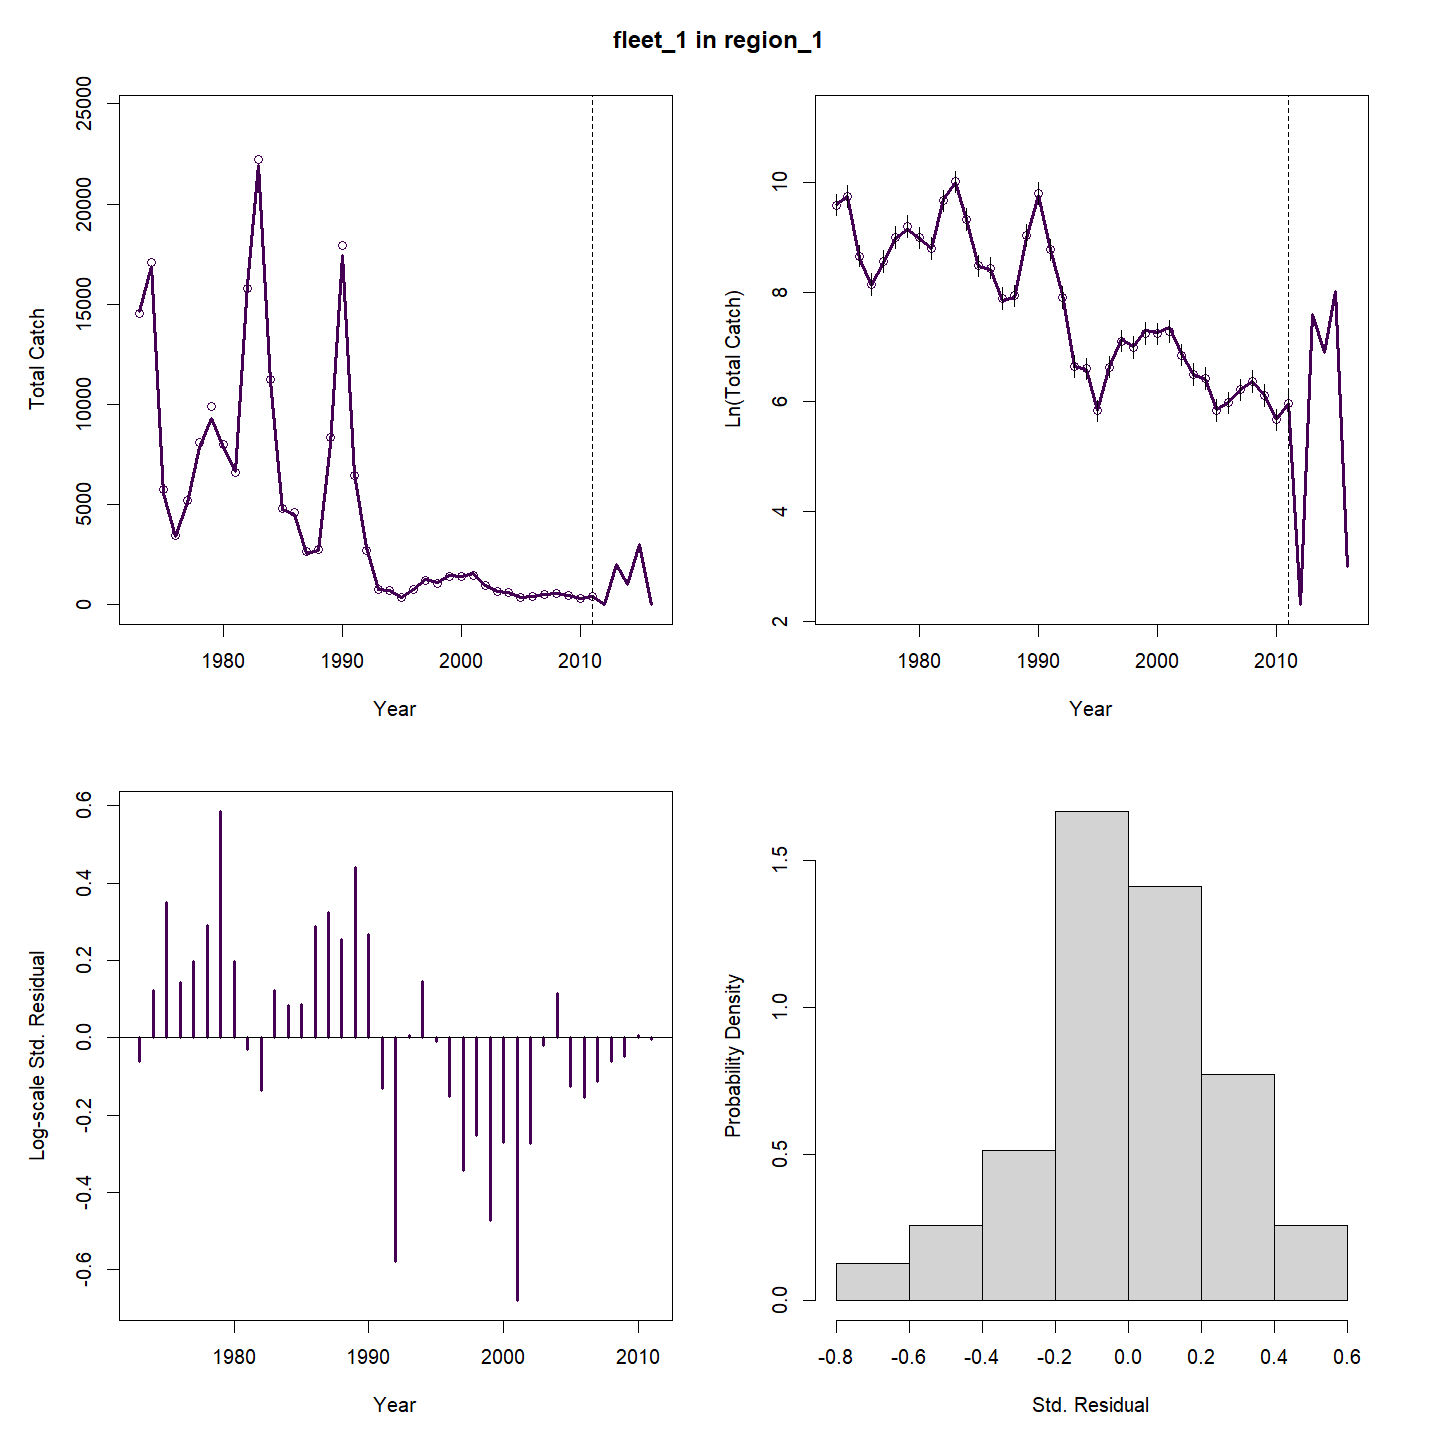 fleet_1 in region_1
Total Catch
0 5000 10000 15000 20000 25000
1980 1990 2000 2010
Year
Ln(Total Catch)
2 4 6 8 10
1980 1990 2000 2010
Year
Log-scale Std. Residual
-0.6 -0.4 -0.2 0.0 0.2 0.4 0.6
1980 1990 2000 2010
Year
Probability Density
0.0 0.5 1.0 1.5
-0.8 -0.6 -0.4 -0.2 0.0 0.2 0.4 0.6
Std. Residual